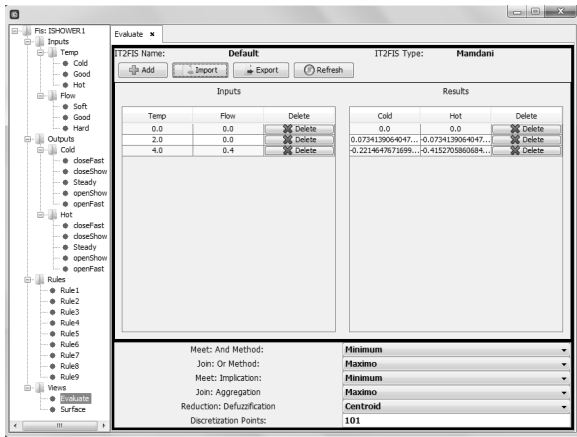 Fis: ISHOWER1
Inputs
Temp
Cold
Good
Hot
Flow
Soft
Good
Hard
Outputs
Cold
closeFast
closeShow
Steady
openShow
openFast
Hot
closeFast
closeShow
Steady
openShow
openFast
Rules
Rule1
Rule2
Rule3
Rule4
Rule5
Rule6
Rule7
Rule8
Rule9
Views
Evaluate
Surface
Evaluate ×
IT2FIS Name: Default IT2FIS Type: Mamdani
Add Import Export Refresh
Inputs
Temp Flow Delete
0.0 0.0 Delete
2.0 0.0 Delete
4.0 0.4 Delete
Results
Cold Hot Delete
0.0 0.0 Delete
0.0734139064047... -0.0734139064047... Delete
-0.2214647671699... -0.4152705860684... Delete
Meet: And Method: Minimum
Join: Or Method: Maximo
Meet: Implication: Minimum
Join: Aggregation Maximo
Reduction: Defuzzification Centroid
Discretization Points: 101